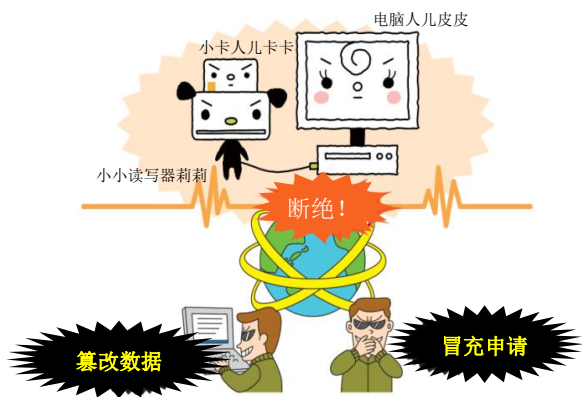 电脑人儿皮皮
小卡人儿卡卡
小小读写器莉莉
断绝！
篡改数据
冒充申请